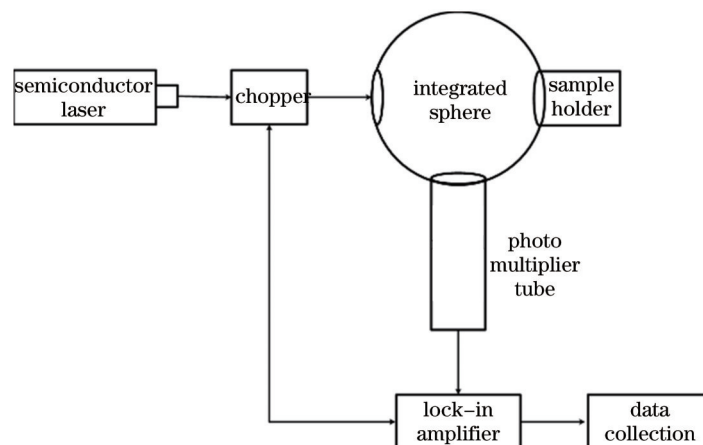 semiconductor
laser
chopper
integrated
sphere
sample
holder
photo
multiplier
tube
lock-in
amplifier
data
collection